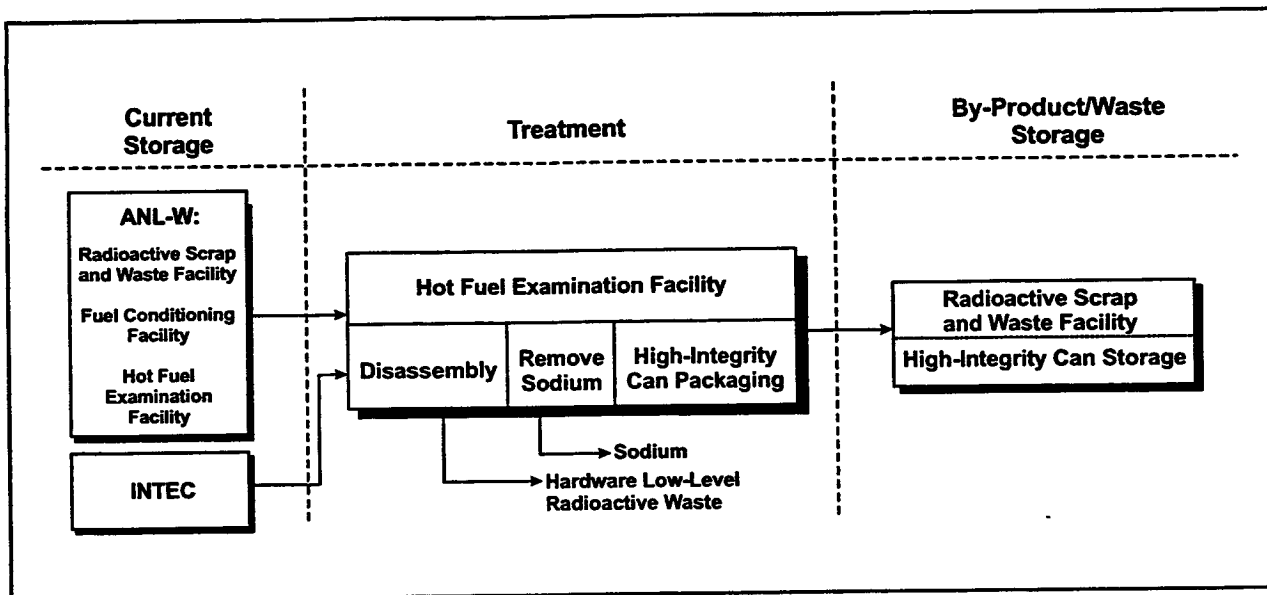 Current
Storage
Treatment
By-Product/Waste
Storage
ANL-W:
Radioactive Scrap
and Waste Facility
Fuel Conditioning
Facility
Hot Fuel
Examination
Facility
INTEC
Hot Fuel Examination Facility
Disassembly
Remove
Sodium
High-Integrity
Can Packaging
Sodium
Hardware Low-Level
Radioactive Waste
Radioactive Scrap
and Waste Facility
High-Integrity Can Storage